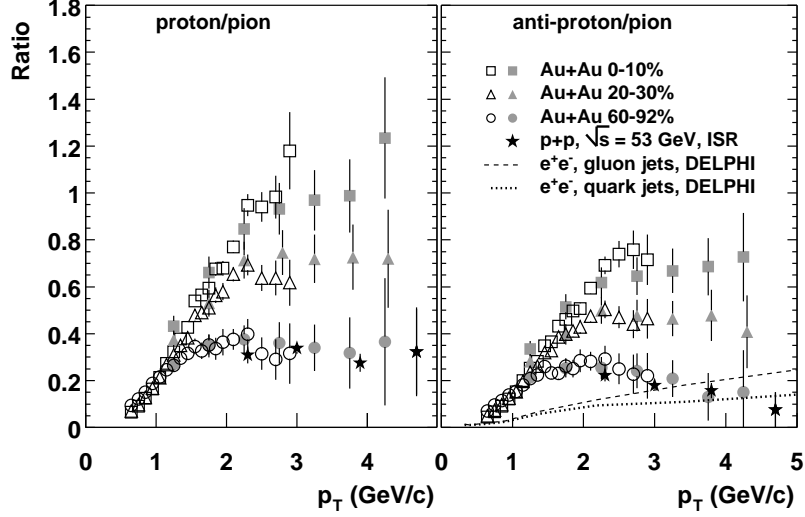 proton/pion
anti-proton/pion
Ratio
1.8
1.6
1.4
1.2
1
0.8
0.6
0.4
0.2
0
Au+Au 0-10%
Au+Au 20-30%
Au+Au 60-92%
p+p, √s = 53 GeV, ISR
e⁺e⁻, gluon jets, DELPHI
e⁺e⁻, quark jets, DELPHI
0 1 2 3 4 0 1 2 3 4 5
p_T (GeV/c) p_T (GeV/c)